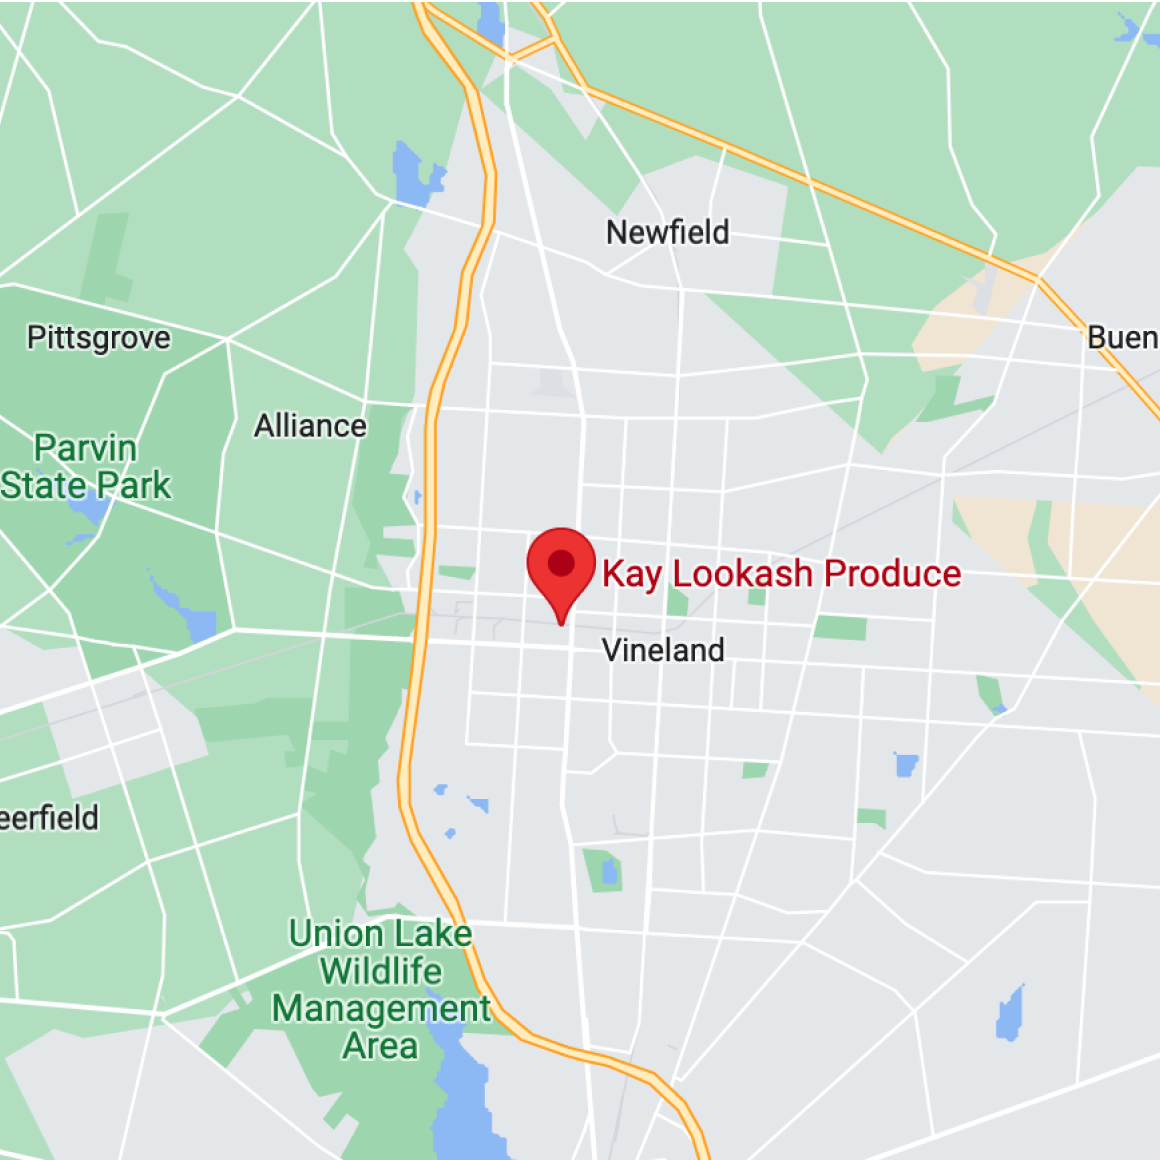 Newfield
Pittsgrove
Buen
Alliance
Parvin
State Park
Kay Lookash Produce
Vineland
eerfield
Union Lake
Wildlife
Management
Area